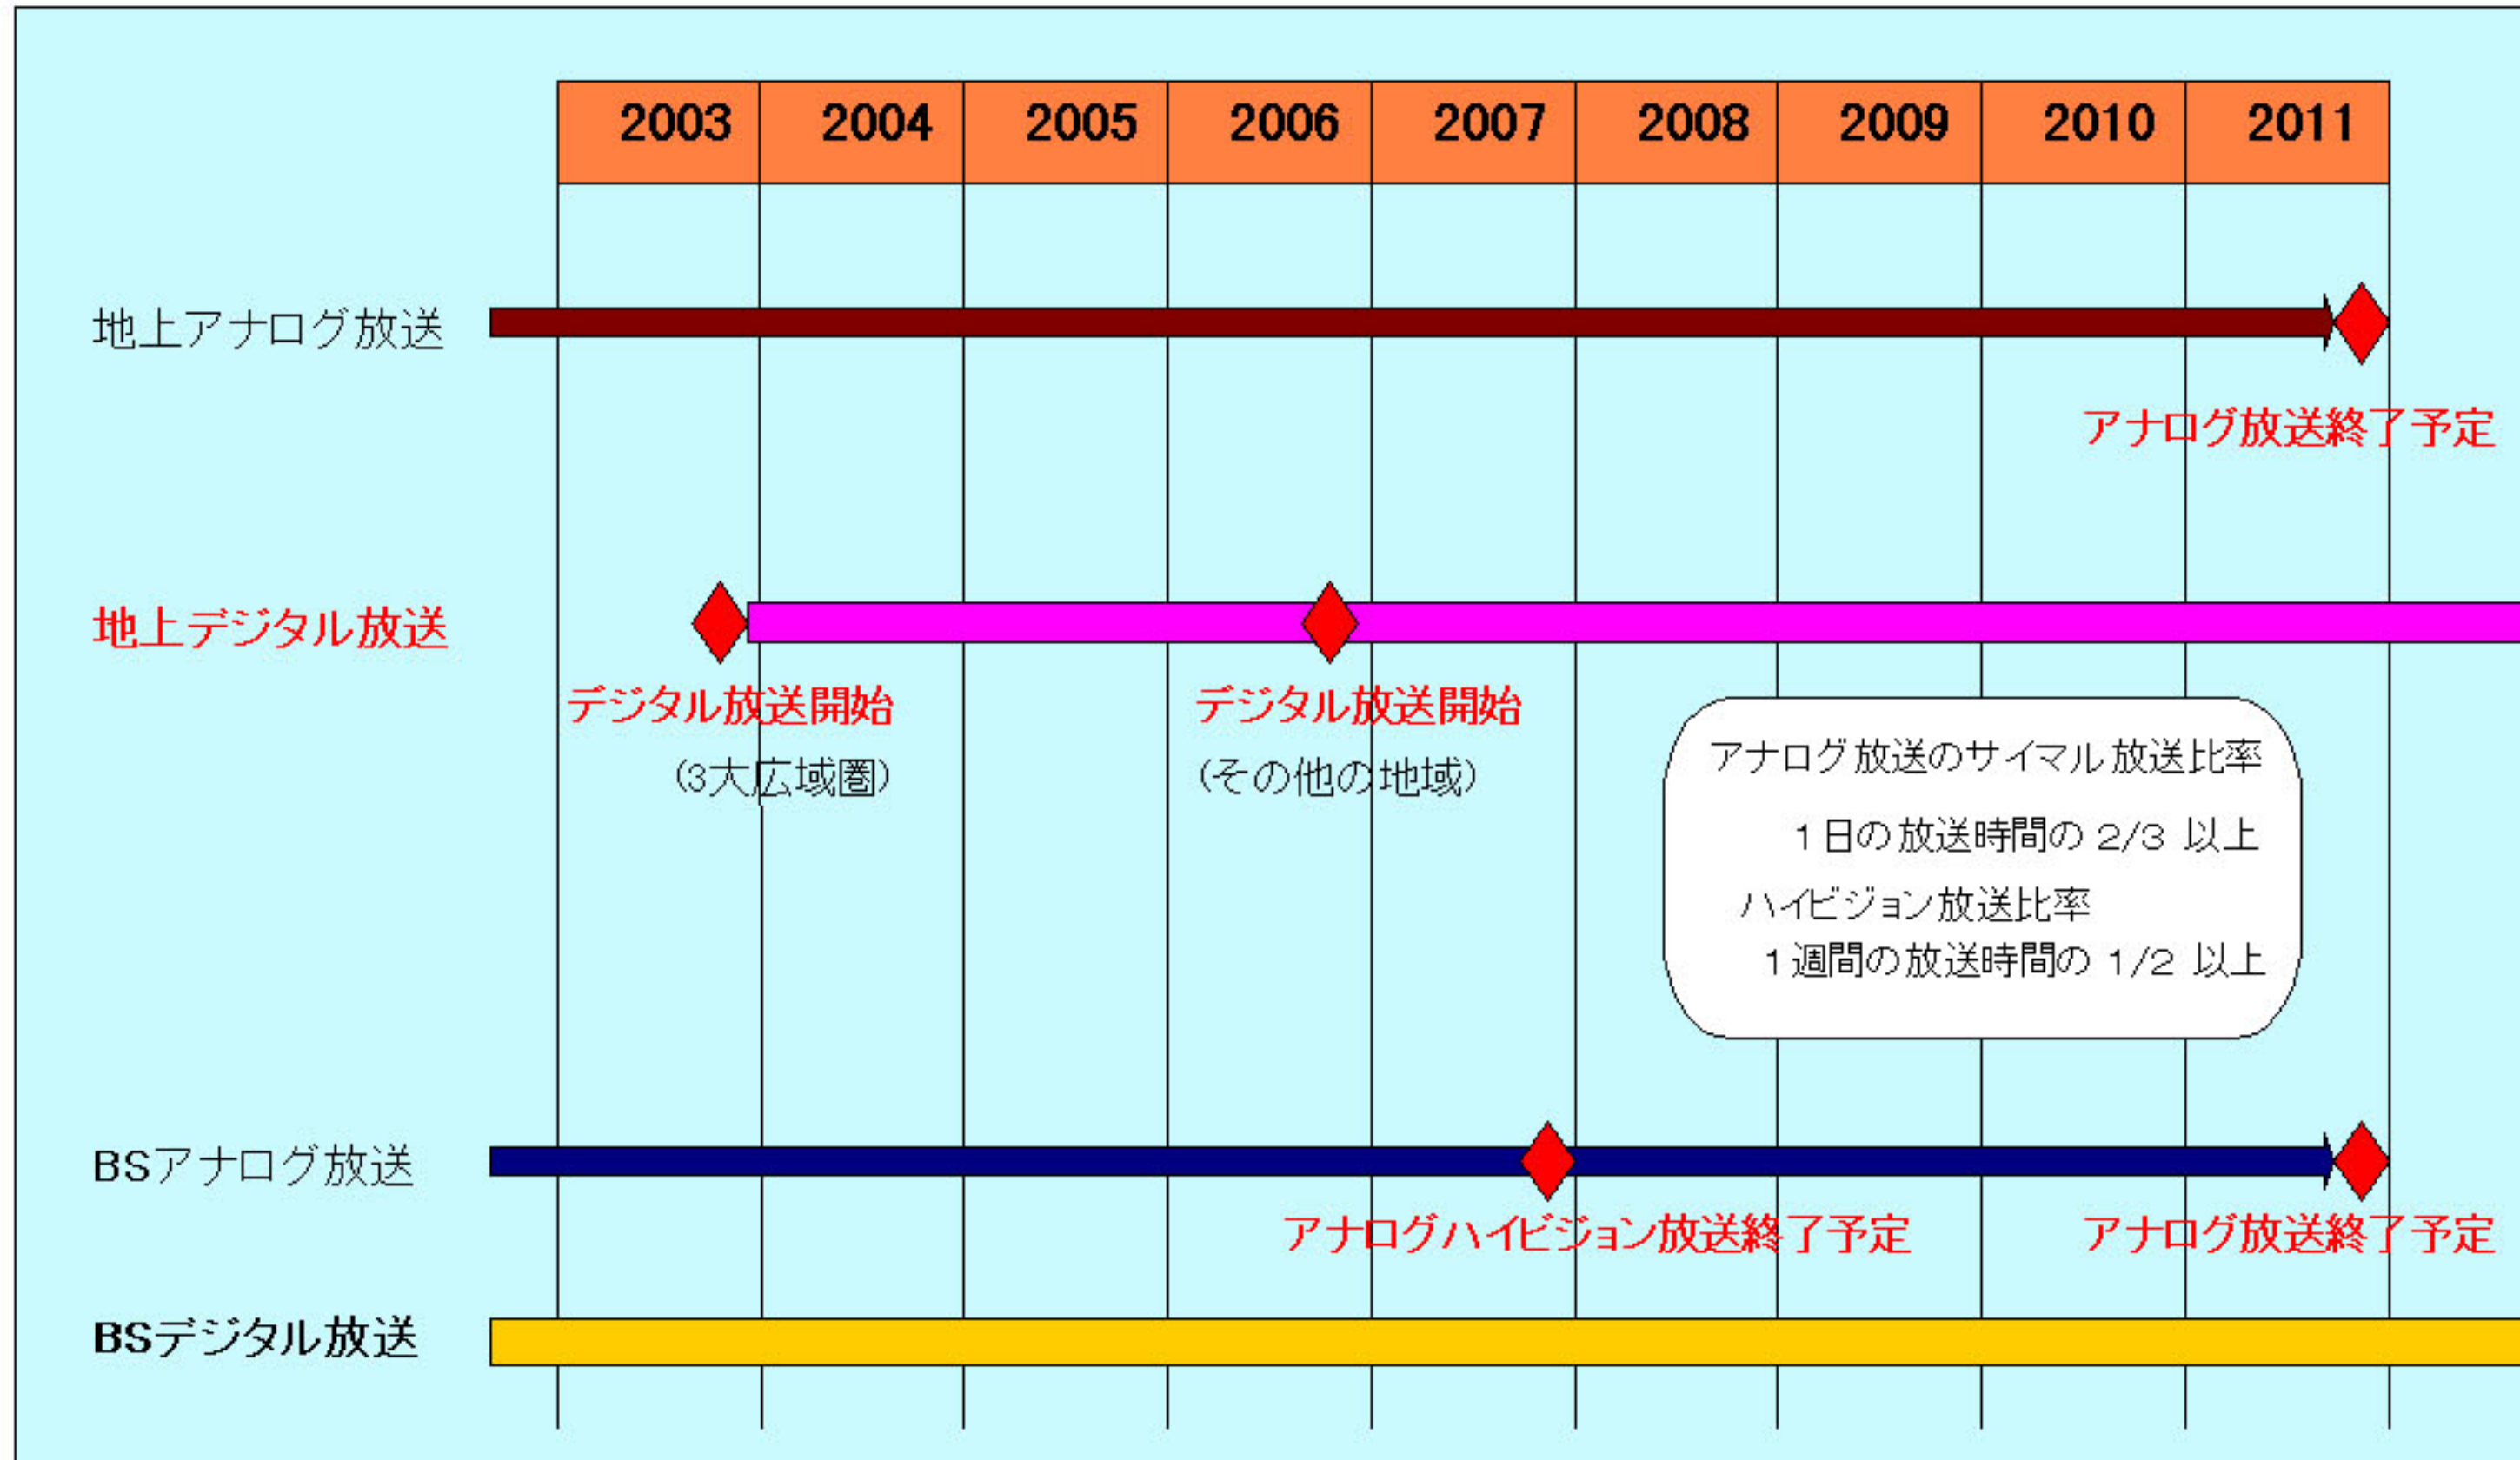 2003 2004 2005 2006 2007 2008 2009 2010 2011
地上アナログ放送
アナログ放送終了予定
地上デジタル放送
デジタル放送開始
(3大広域圏)
デジタル放送開始
(その他の地域)
アナログ放送のサイマル放送比率
1日の放送時間の 2/3 以上
ハイビジョン放送比率
1週間の放送時間の 1/2 以上
BSアナログ放送
アナログハイビジョン放送終了予定
アナログ放送終了予定
BSデジタル放送